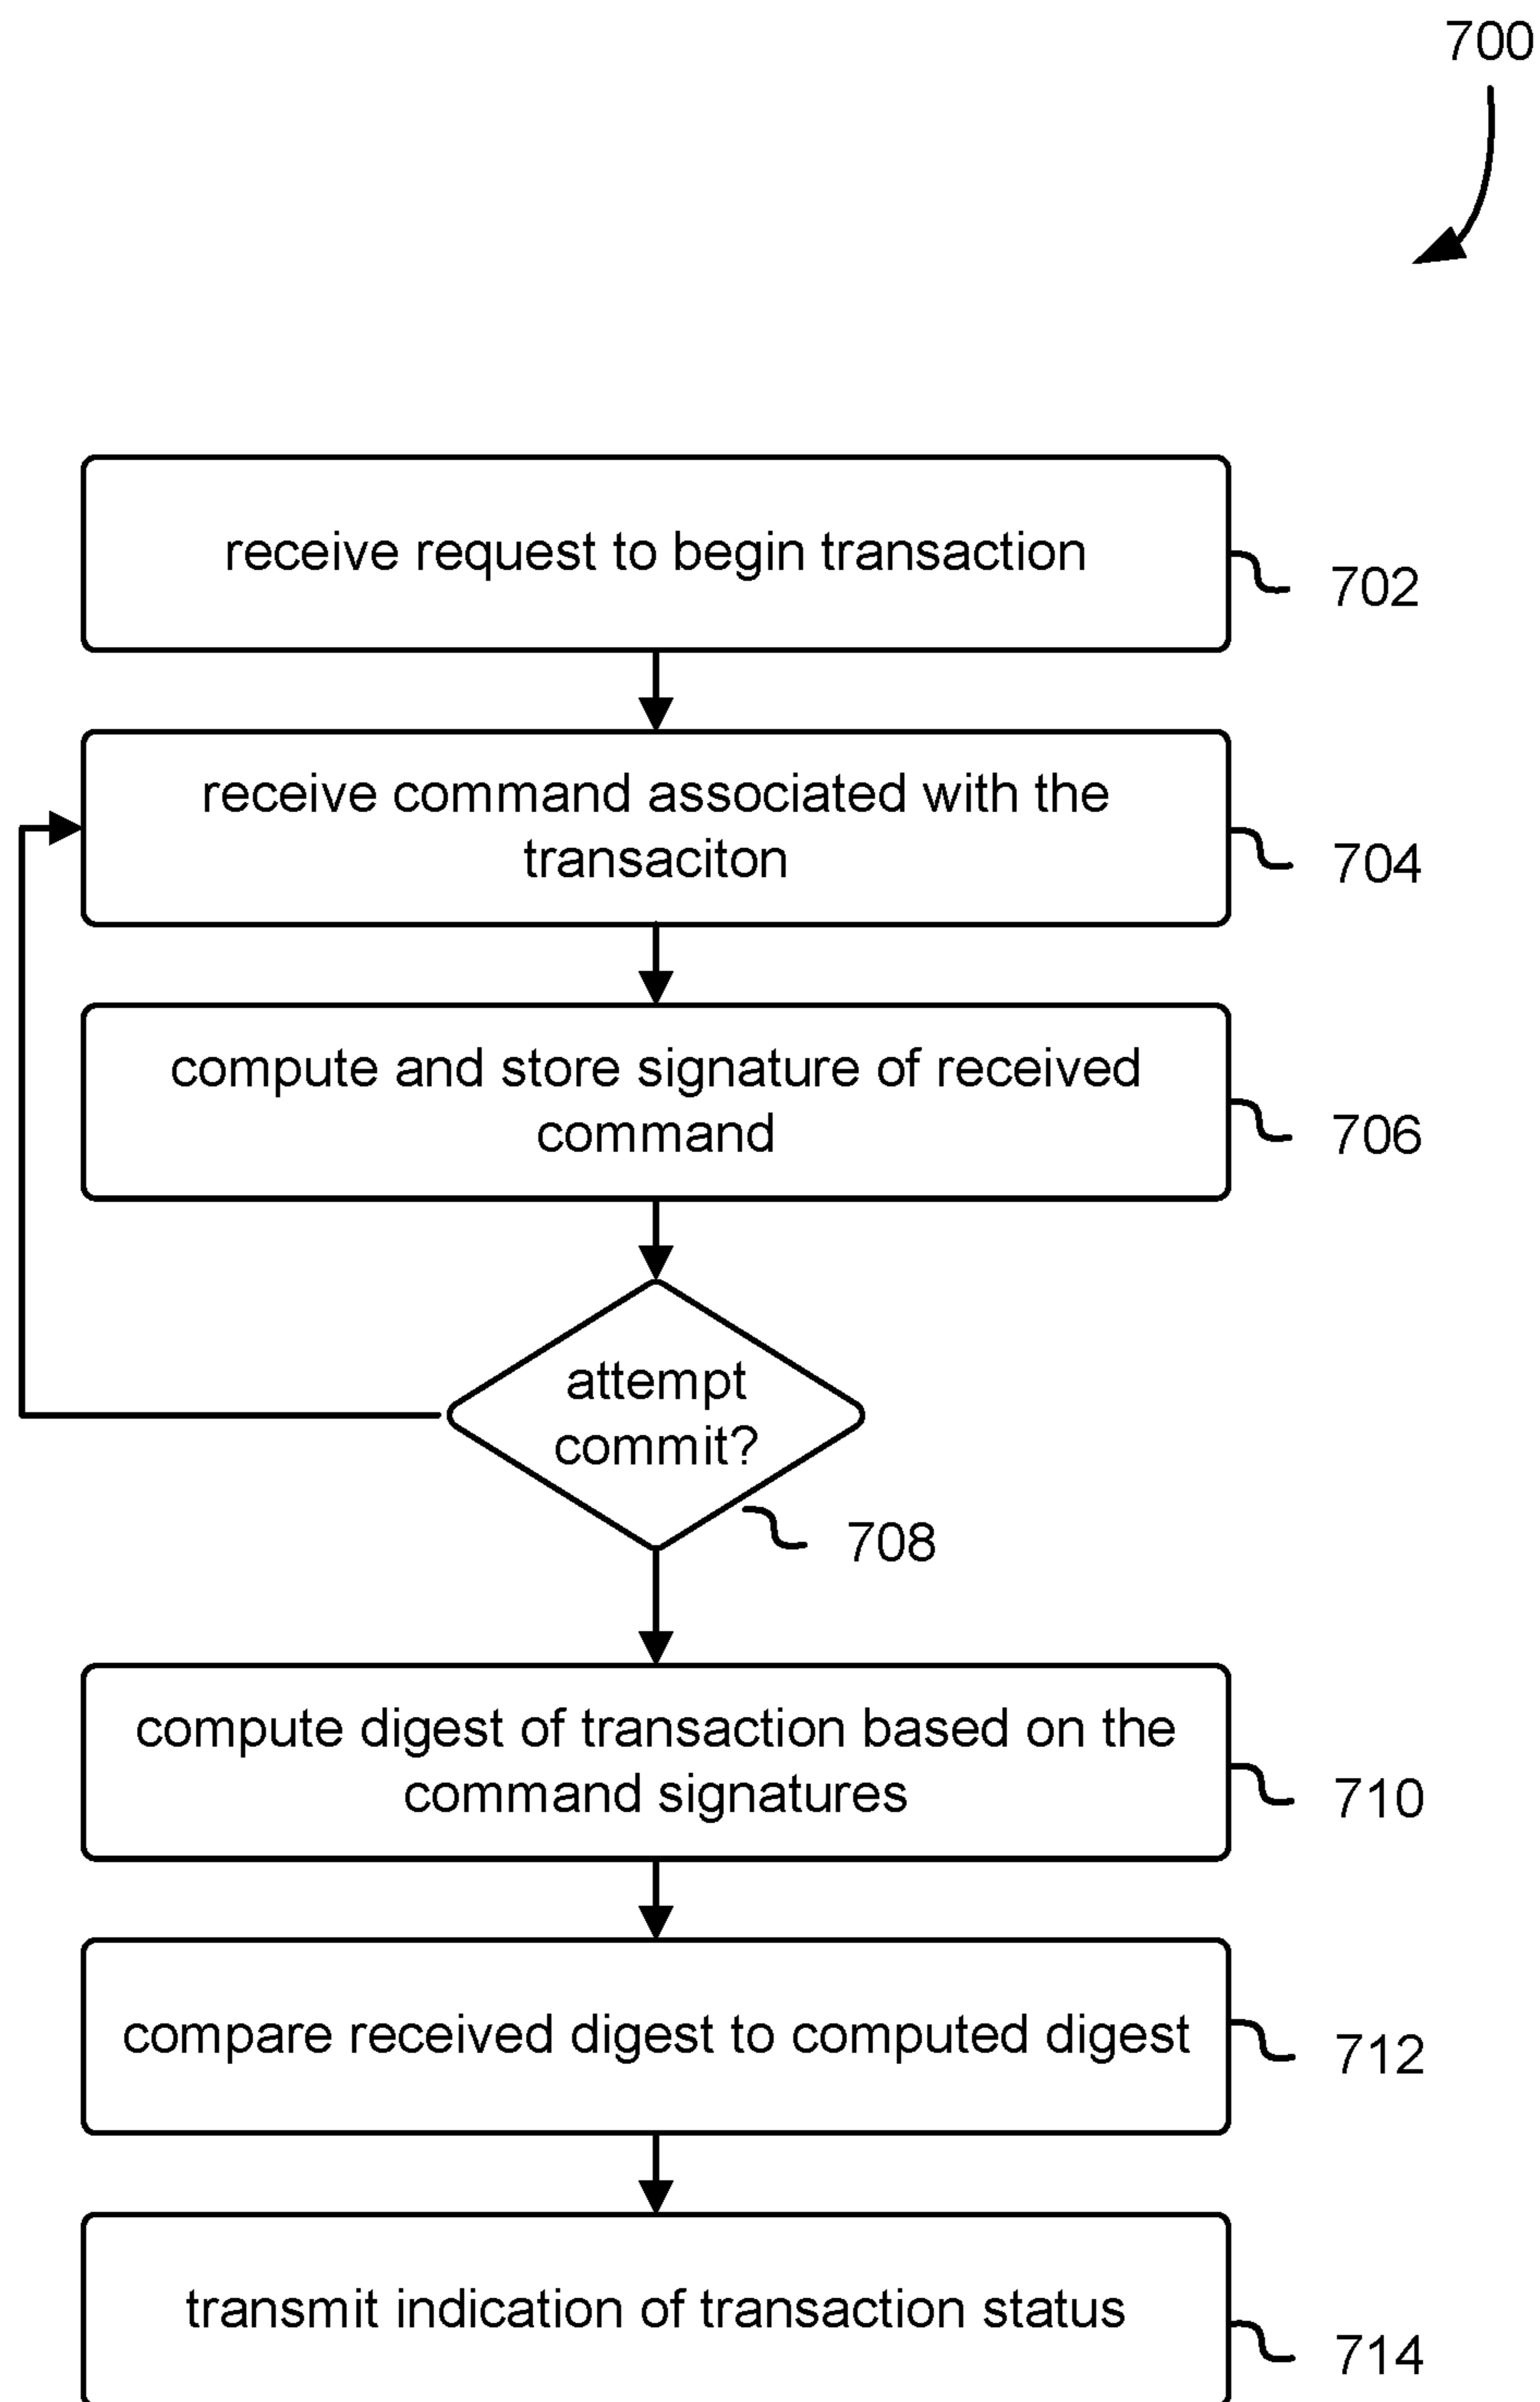 700
receive request to begin transaction
702
receive command associated with the
transaciton
704
compute and store signature of received
command
706
attempt
commit?
708
compute digest of transaction based on the
command signatures
710
compare received digest to computed digest
712
transmit indication of transaction status
714